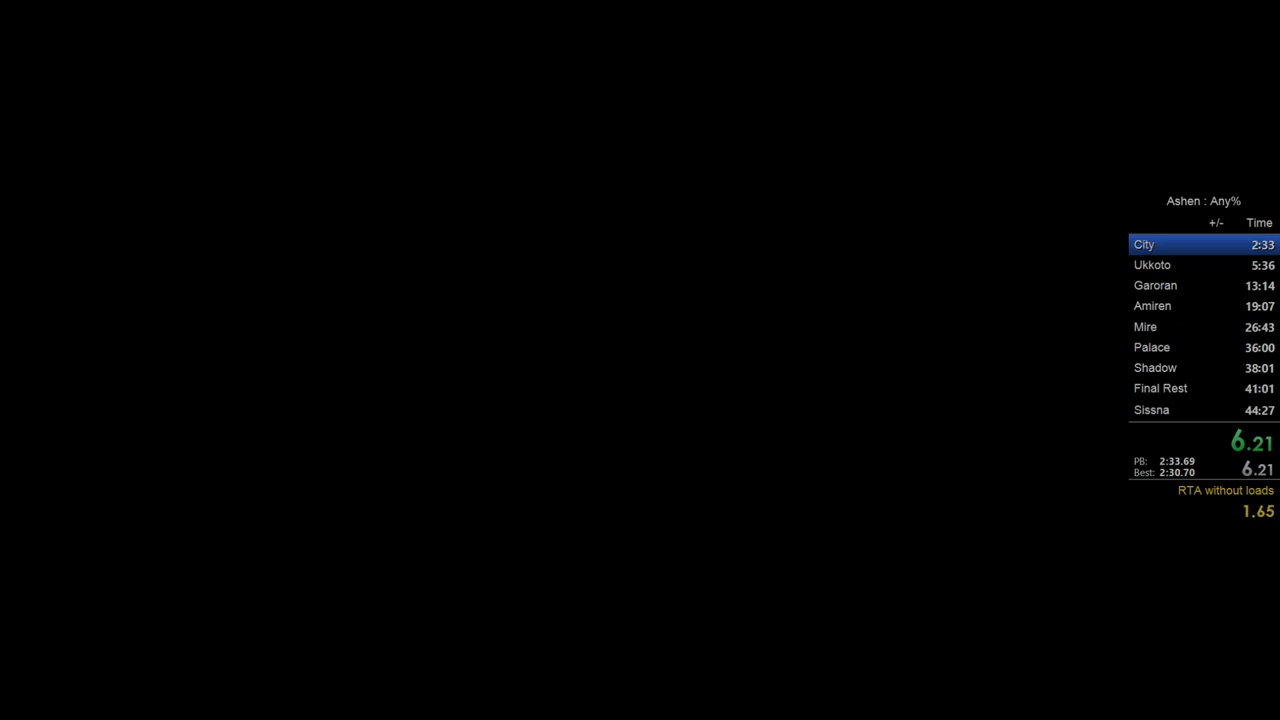 Ashen : Any%
+/- Time
City 2:33
Ukkoto 5:36
Garoran 13:14
Amiren 19:07
Mire 26:43
Palace 36:00
Shadow 38:01
Final Rest 41:01
Sissna 44:27
6.21
PB: 2:33.69
Best: 2:30.70 6.21
RTA without loads
1.65